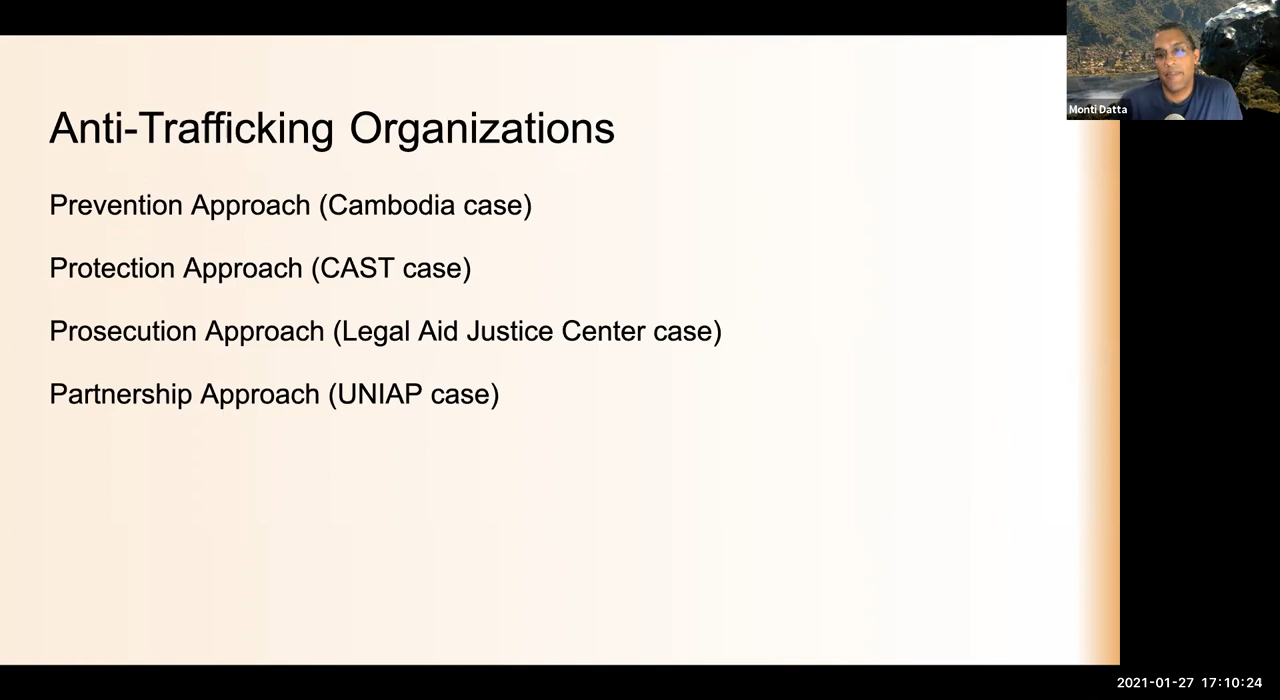 Monti Datta
Anti-Trafficking Organizations
Prevention Approach (Cambodia case)
Protection Approach (CAST case)
Prosecution Approach (Legal Aid Justice Center case)
Partnership Approach (UNIAP case)
2021-01-27 17:10:24